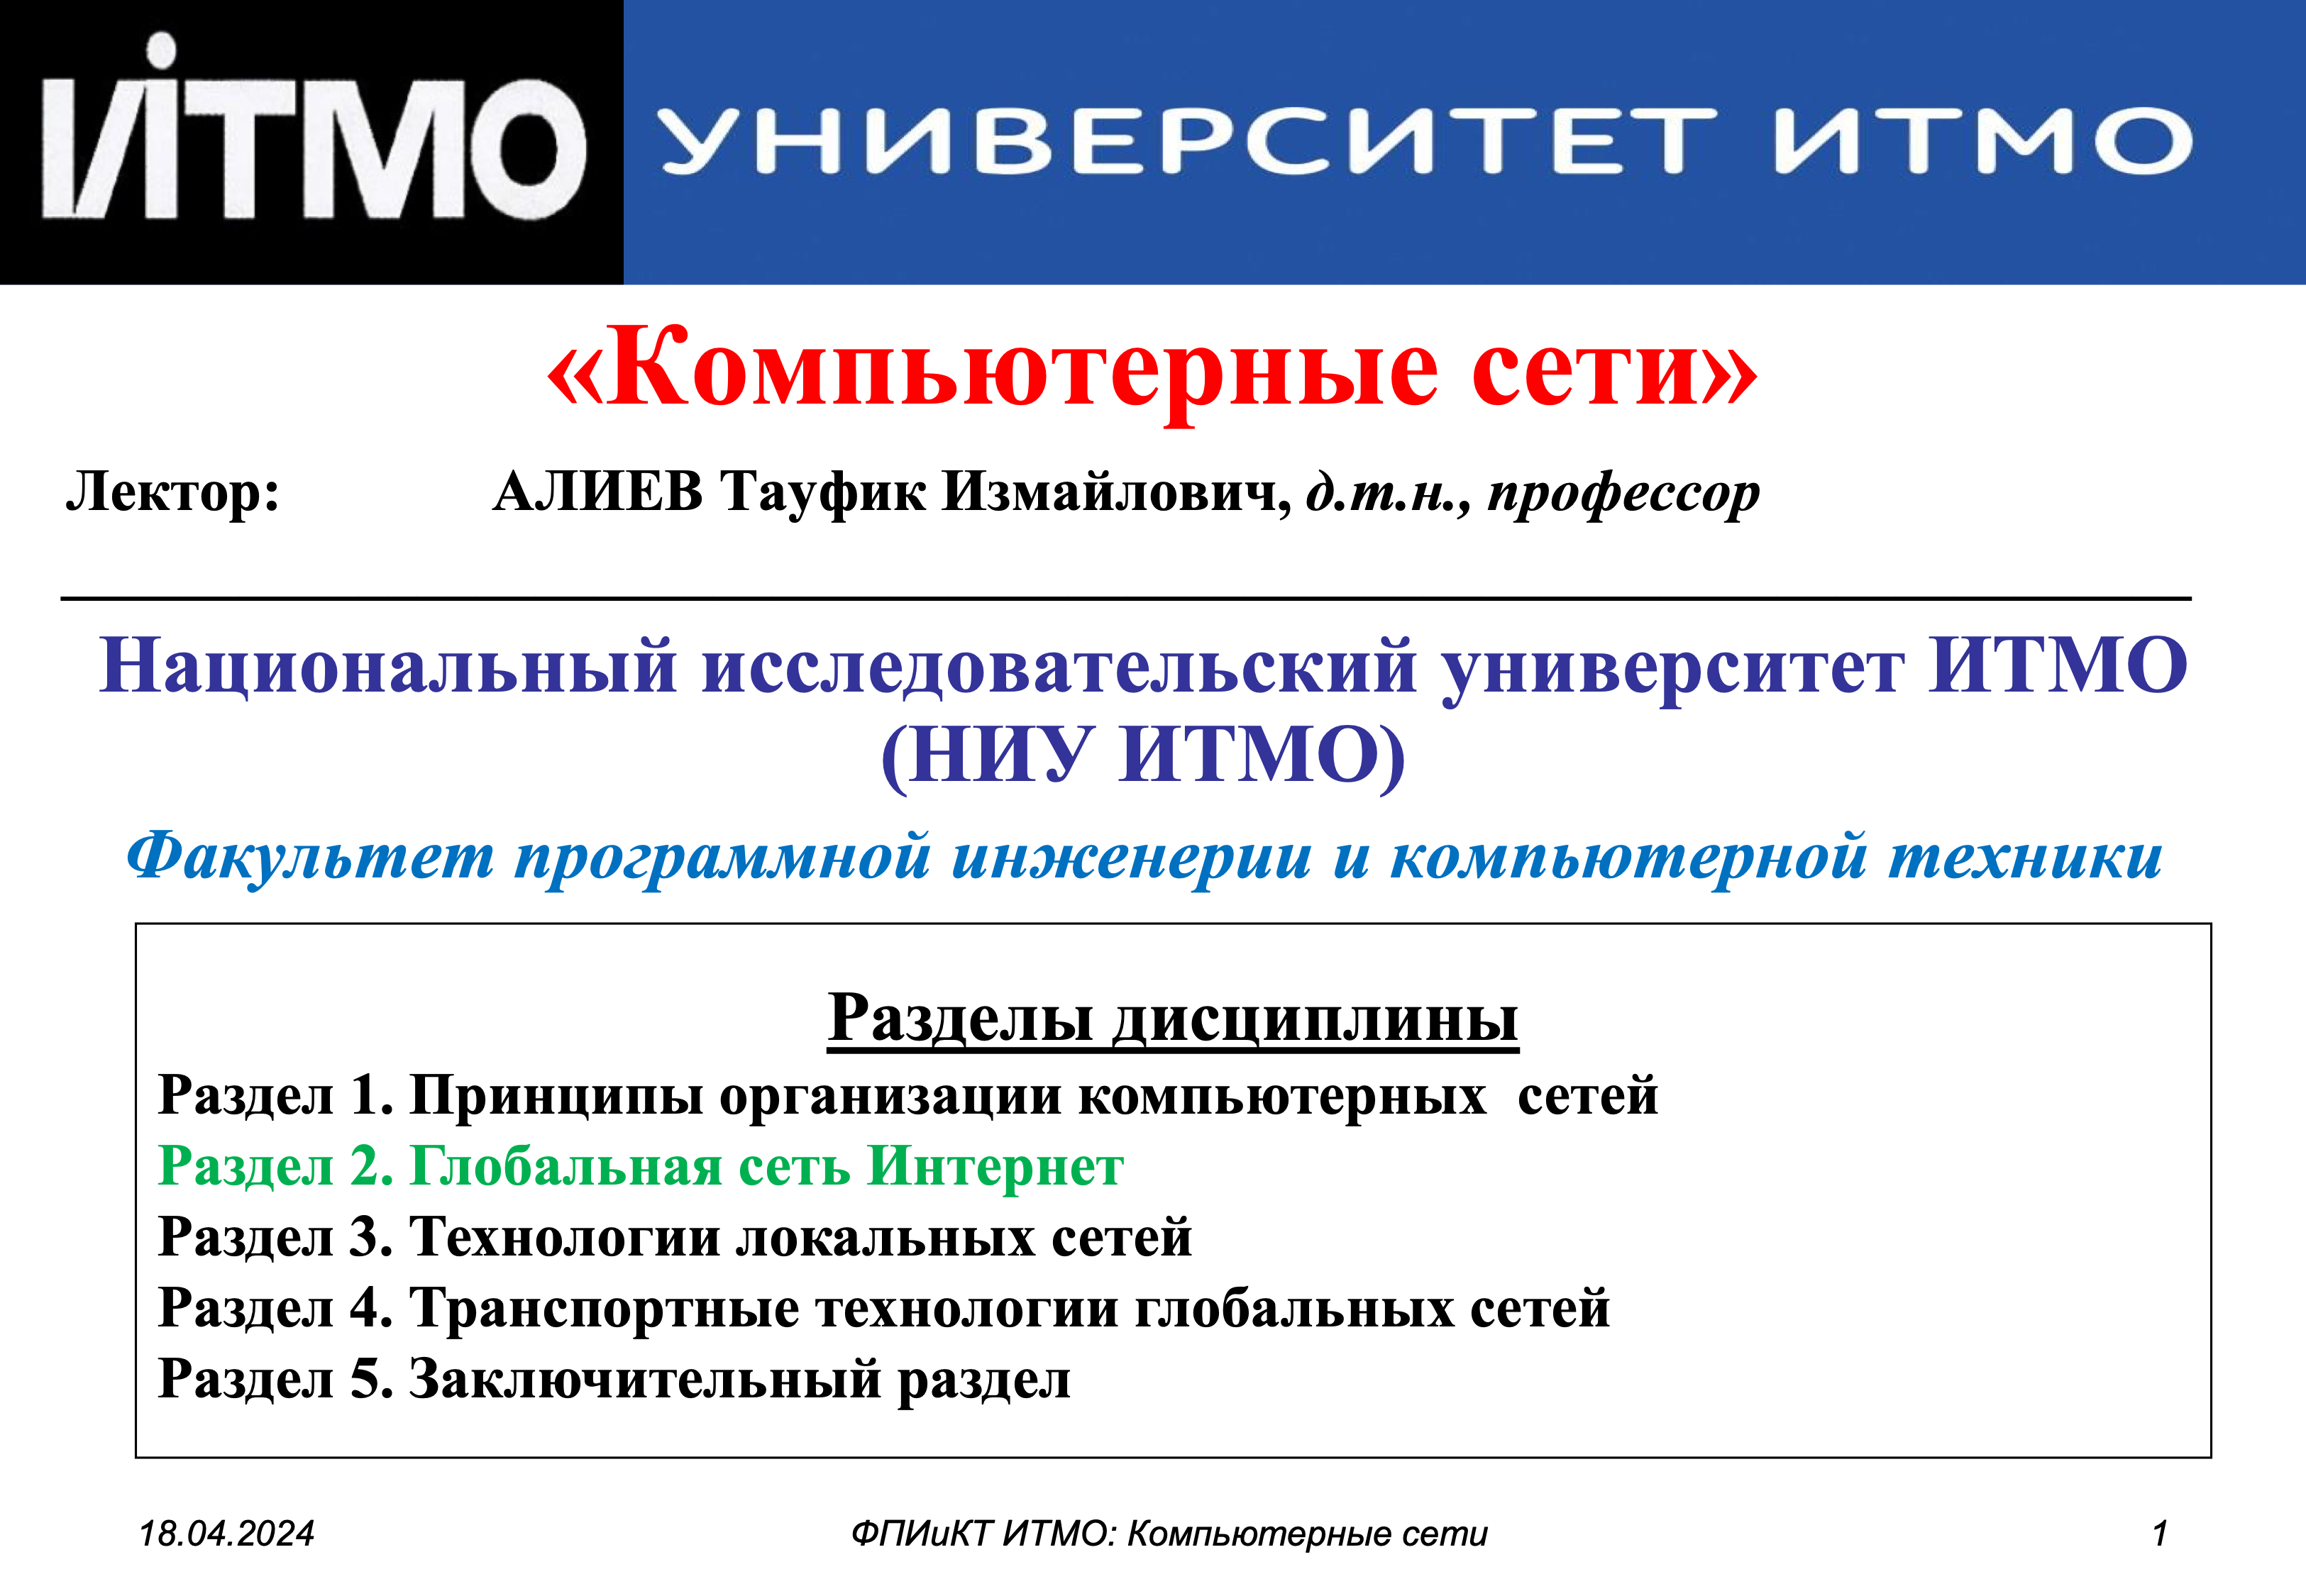 ИТМО УНИВЕРСИТЕТ ИТМО
«Компьютерные сети»
Лектор: АЛИЕВ Тауфик Измайлович, д.т.н., профессор
Национальный исследовательский университет ИТМО
(НИУ ИТМО)
Факультет программной инженерии и компьютерной техники
Разделы дисциплины
Раздел 1. Принципы организации компьютерных сетей
Раздел 2. Глобальная сеть Интернет
Раздел 3. Технологии локальных сетей
Раздел 4. Транспортные технологии глобальных сетей
Раздел 5. Заключительный раздел
18.04.2024 ФПИиКТ ИТМО: Компьютерные сети 1